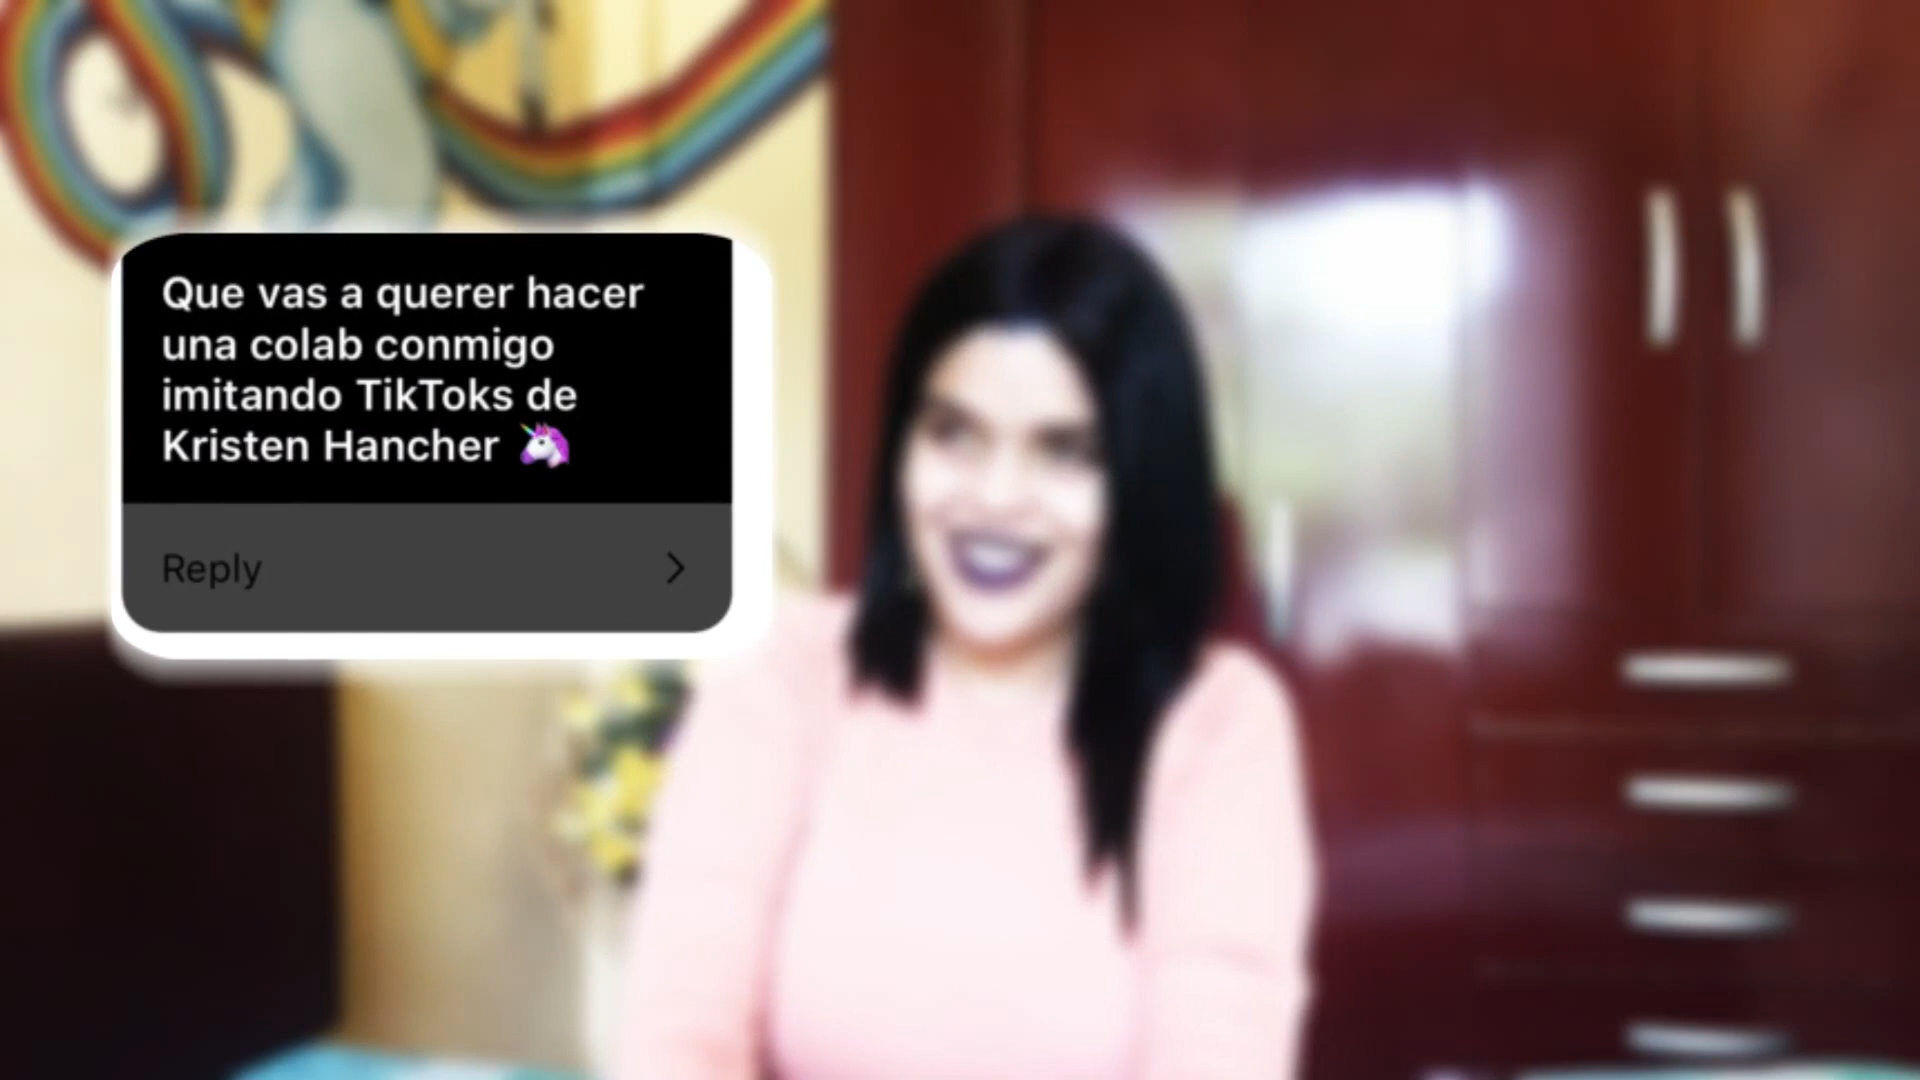 Que vas a querer hacer
una colab conmigo
imitando TikToks de
Kristen Hancher 🦄
Reply